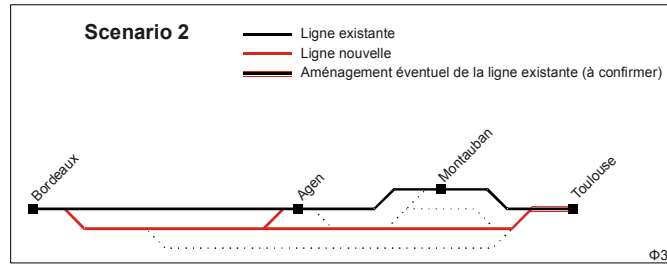 Scenario 2
Ligne existante
Ligne nouvelle
Aménagement éventuel de la ligne existante (à confirmer)
Bordeaux
Agen
Montauban
Toulouse
Φ3